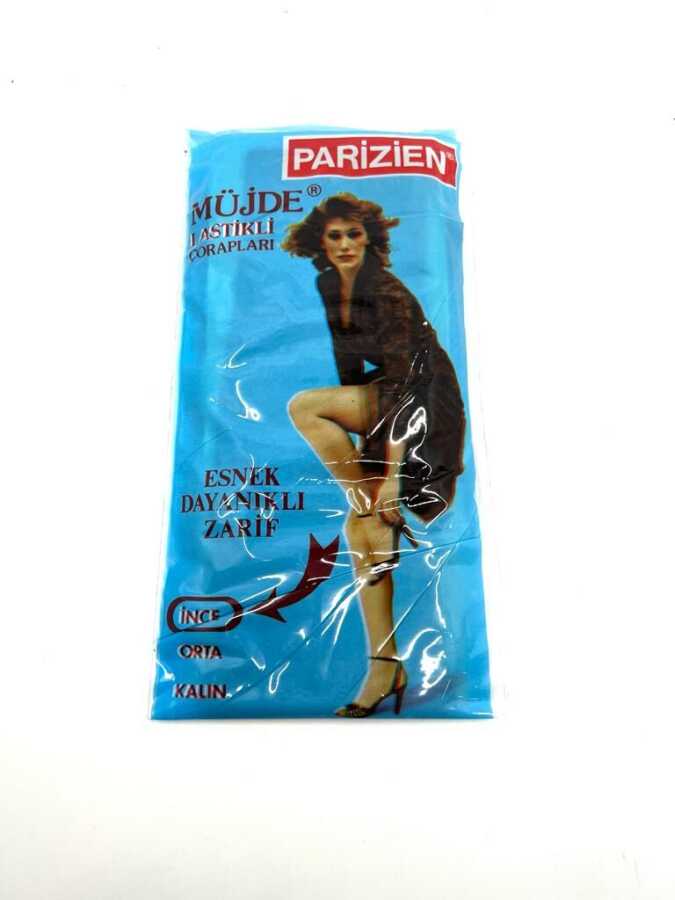 PARİZİEN
MÜJDE®
LASTİKLİ
ÇORAPLARI
ESNEK
DAYANIKLI
ZARİF
İNCE
ORTA
KALIN